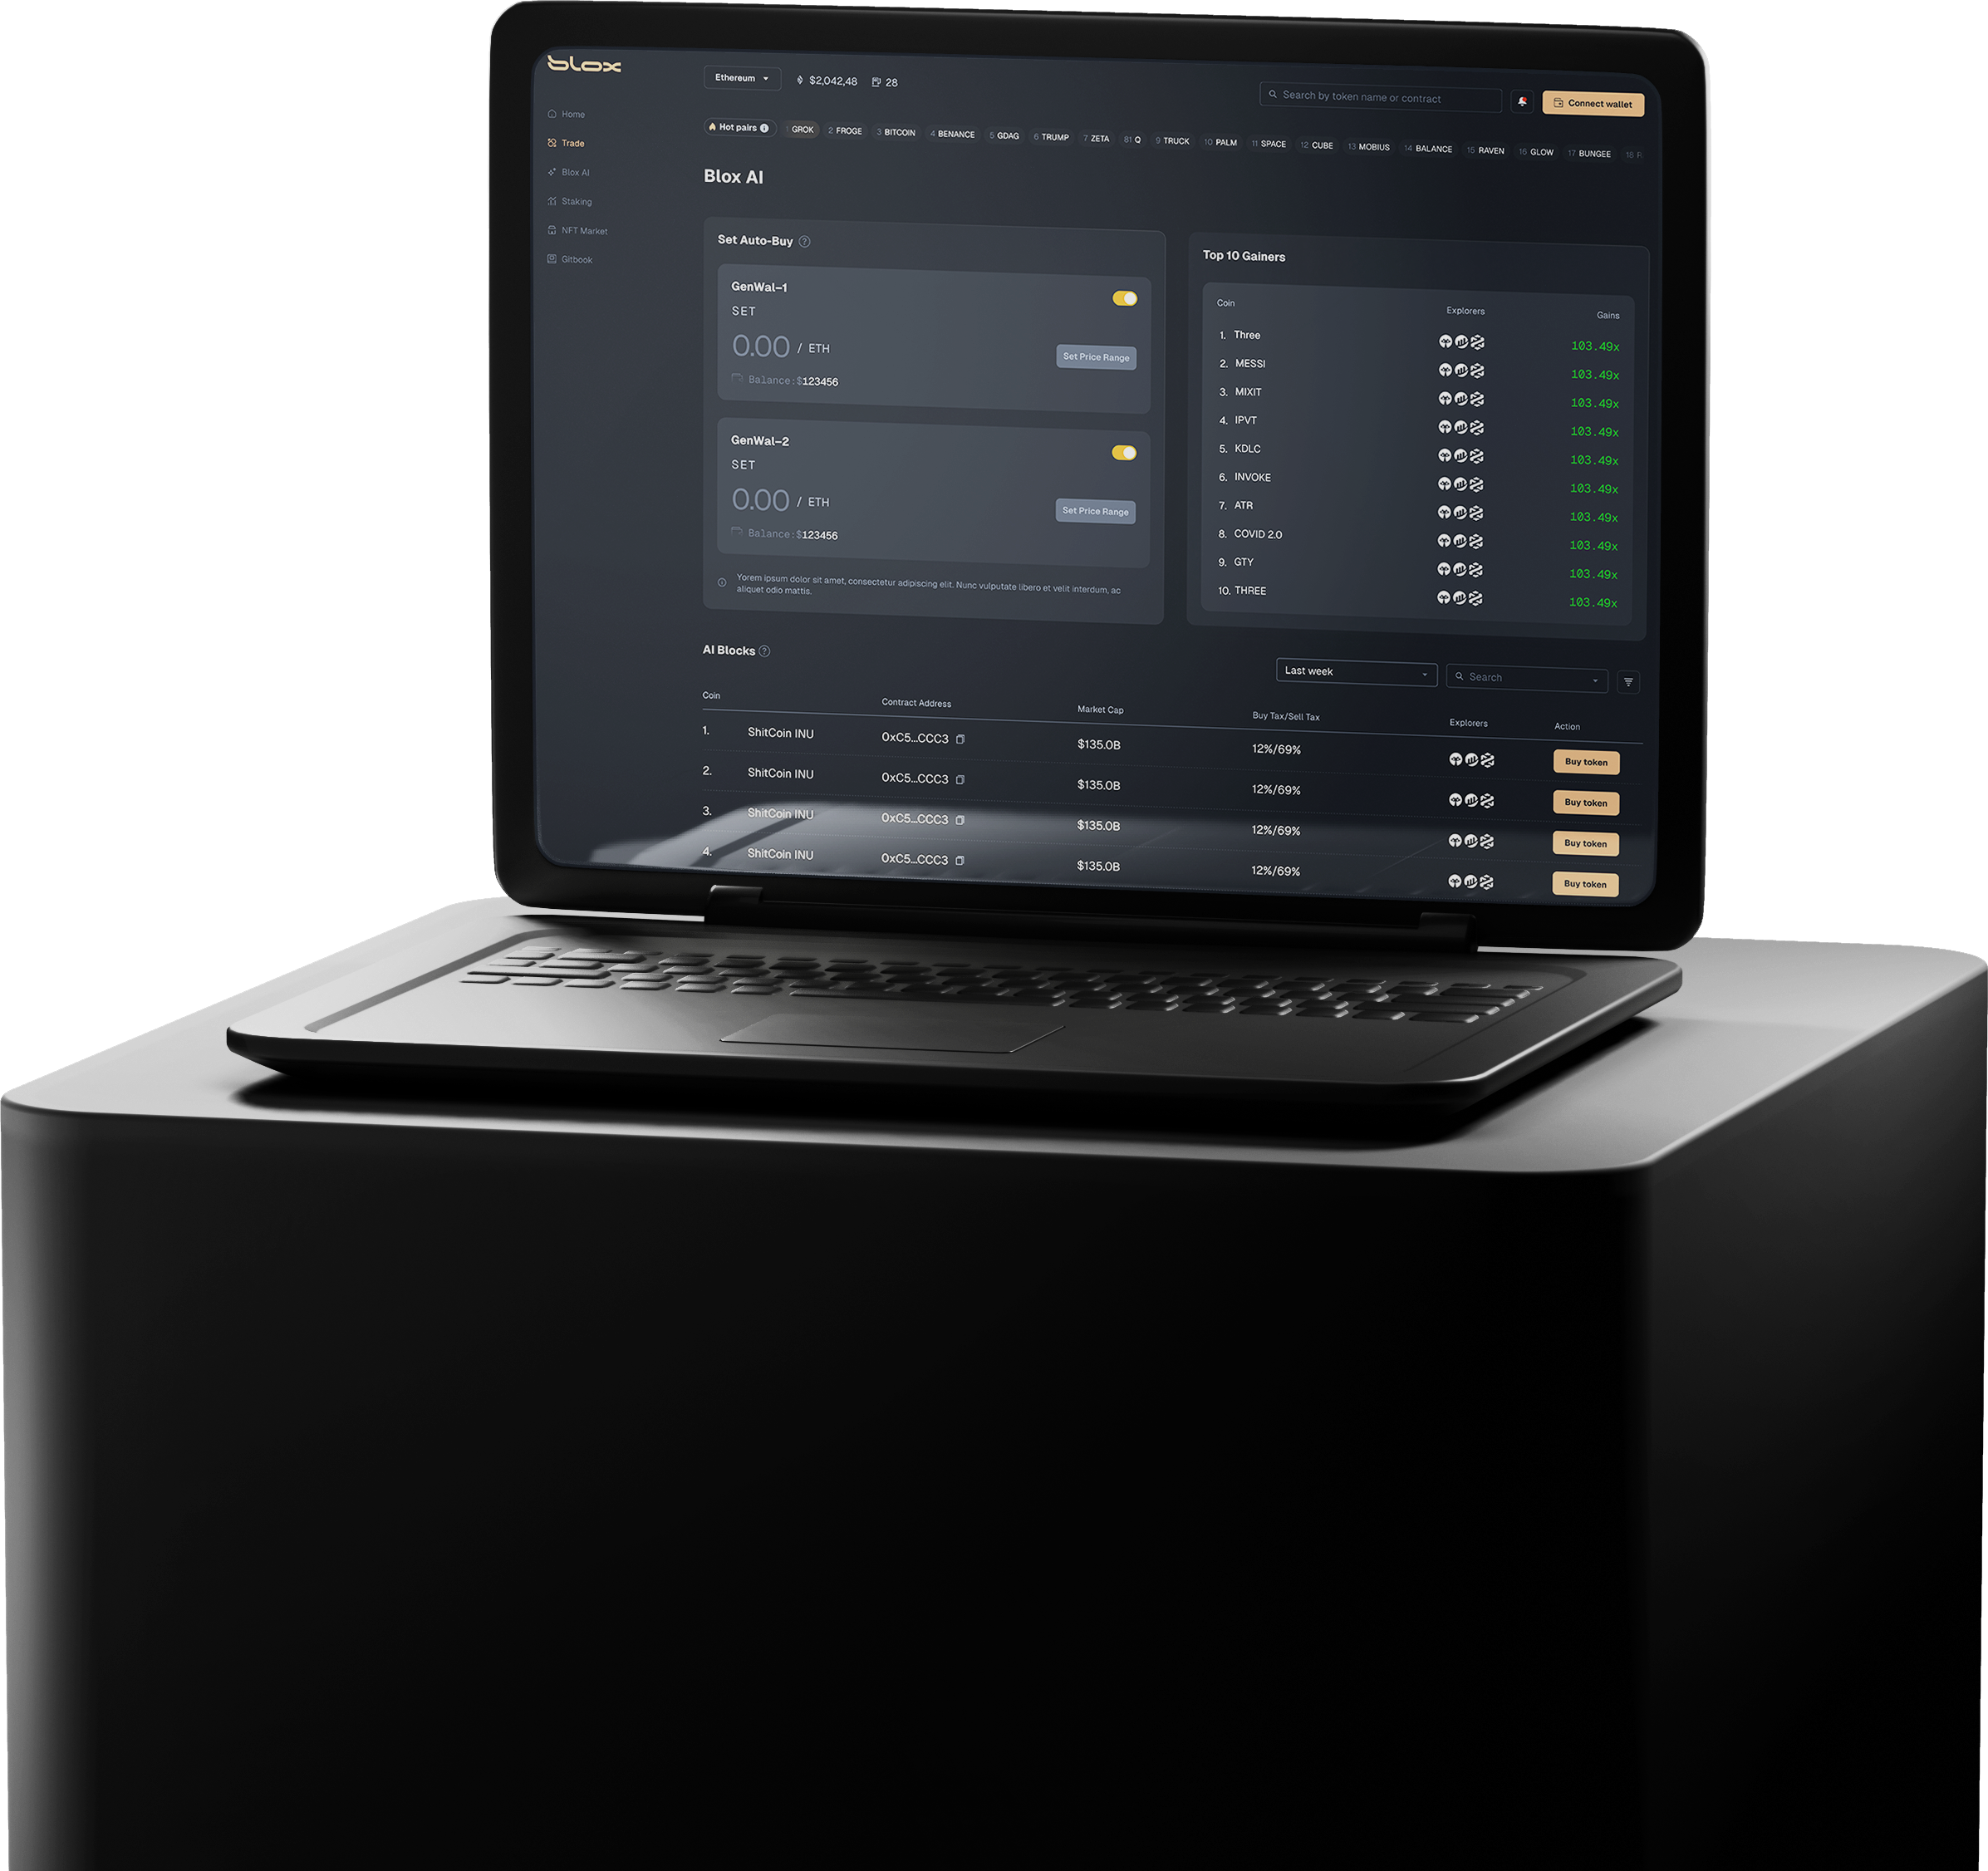 blox
Ethereum $2,042,48 28
Search by token name or contract
Connect wallet
Home
Trade
Blox AI
Staking
NFT Market
Gitbook
Hot pairs 1 GROK 2 FROGE 3 BITCOIN 4 BENANCE 5 GDAG 6 TRUMP 7 ZETA 81 Q 9 TRUCK 10 PALM 11 SPACE 12 CUBE 13 MOBIUS 14 BALANCE 15 RAVEN 16 GLOW 17 BUNGEE 18
Blox AI
Set Auto-Buy
GenWal-1
SET
0.00 / ETH
Set Price Range
Balance:$123456
GenWal-2
SET
0.00 / ETH
Set Price Range
Balance:$123456
Yorem ipsum dolor sit amet, consectetur adipiscing elit. Nunc vulputate libero et velit interdum, ac
aliquet odio mattis.
Top 10 Gainers
Coin Explorers Gains
1. Three 103.49x
2. MESSI 103.49x
3. MIXIT 103.49x
4. IPVT 103.49x
5. KDLC 103.49x
6. INVOKE 103.49x
7. ATR 103.49x
8. COVID 2.0 103.49x
9. GTY 103.49x
10. THREE 103.49x
AI Blocks
Last week
Search
Coin Contract Address Market Cap Buy Tax/Sell Tax Explorers Action
1. ShitCoin INU 0xC5...CCC3 $135.0B 12%/69% Buy token
2. ShitCoin INU 0xC5...CCC3 $135.0B 12%/69% Buy token
3. ShitCoin INU 0xC5...CCC3 $135.0B 12%/69% Buy token
4. ShitCoin INU 0xC5...CCC3 $135.0B 12%/69% Buy token